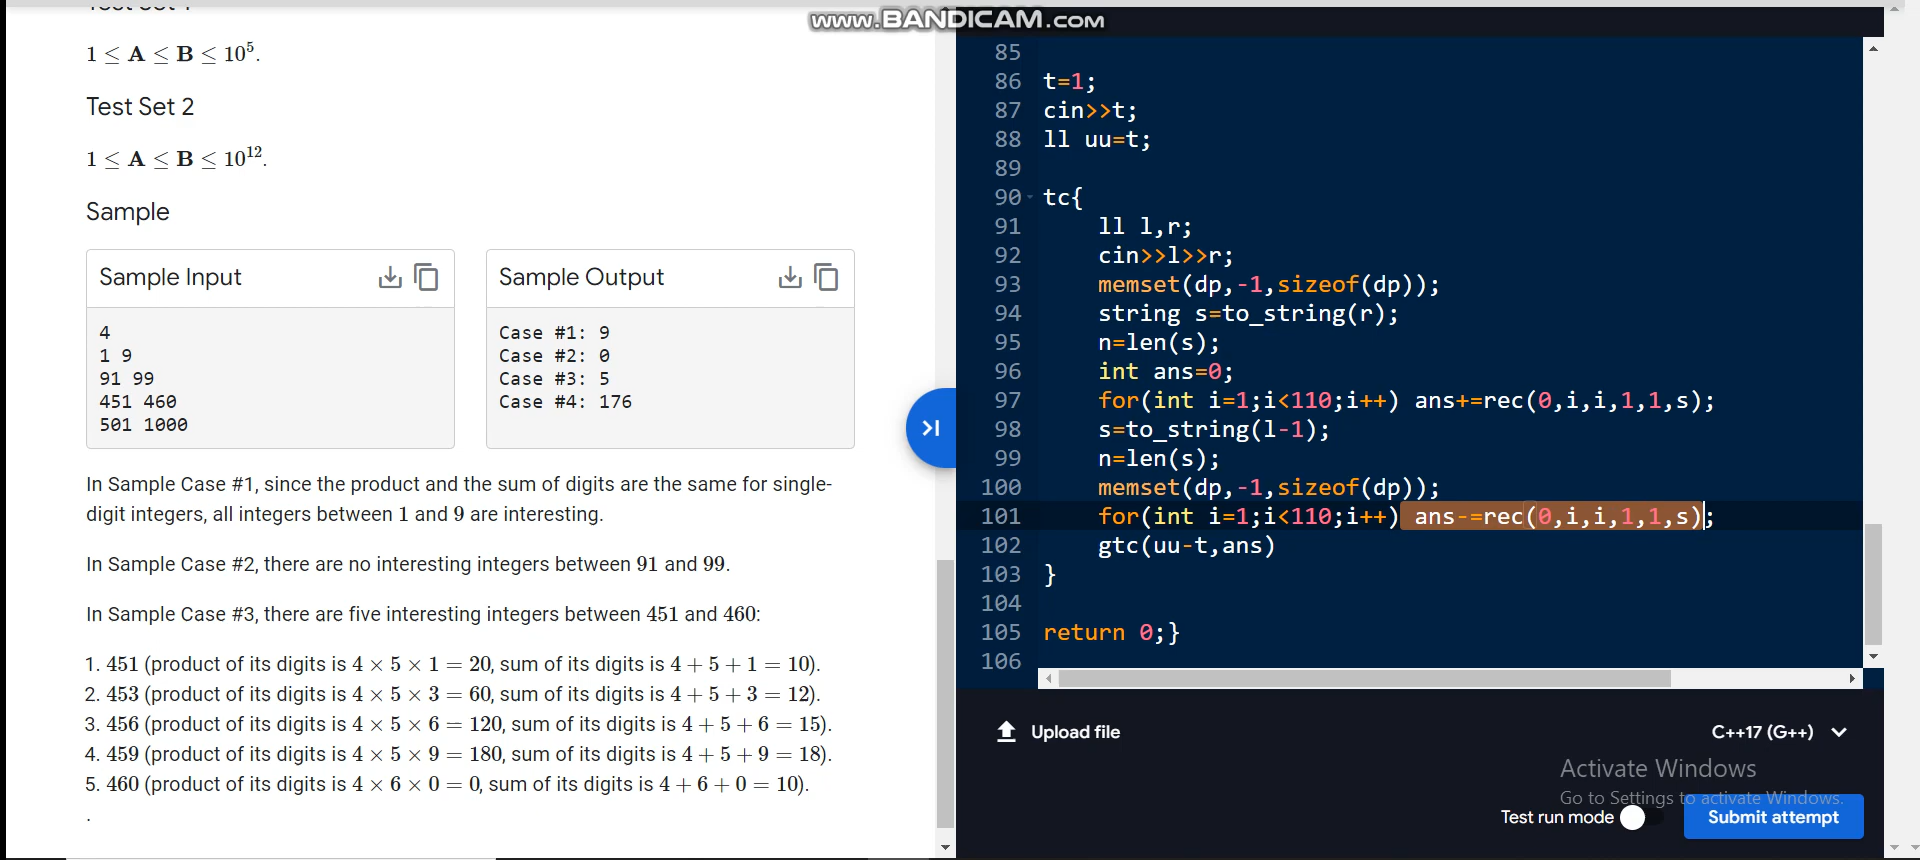 www.BANDICAM.com
Test Set 1
1 ≤ A ≤ B ≤ 10⁵.
Test Set 2
1 ≤ A ≤ B ≤ 10¹².
Sample
Sample Input
4
1 9
91 99
451 460
501 1000
Sample Output
Case #1: 9
Case #2: 0
Case #3: 5
Case #4: 176
In Sample Case #1, since the product and the sum of digits are the same for single-
digit integers, all integers between 1 and 9 are interesting.
In Sample Case #2, there are no interesting integers between 91 and 99.
In Sample Case #3, there are five interesting integers between 451 and 460:
1. 451 (product of its digits is 4 × 5 × 1 = 20, sum of its digits is 4 + 5 + 1 = 10).
2. 453 (product of its digits is 4 × 5 × 3 = 60, sum of its digits is 4 + 5 + 3 = 12).
3. 456 (product of its digits is 4 × 5 × 6 = 120, sum of its digits is 4 + 5 + 6 = 15).
4. 459 (product of its digits is 4 × 5 × 9 = 180, sum of its digits is 4 + 5 + 9 = 18).
5. 460 (product of its digits is 4 × 6 × 0 = 0, sum of its digits is 4 + 6 + 0 = 10).
.
85
86 t=1;
87 cin>>t;
88 ll uu=t;
89
90 tc{
91 ll l,r;
92 cin>>l>>r;
93 memset(dp,-1,sizeof(dp));
94 string s=to_string(r);
95 n=len(s);
96 int ans=0;
97 for(int i=1;i<110;i++) ans+=rec(0,i,i,1,1,s);
98 s=to_string(l-1);
99 n=len(s);
100 memset(dp,-1,sizeof(dp));
101 for(int i=1;i<110;i++) ans-=rec(0,i,i,1,1,s);
102 gtc(uu-t,ans)
103 }
104
105 return 0;}
106
Upload file
C++17 (G++)
Activate Windows
Go to Settings to activate Windows.
Test run mode
Submit attempt